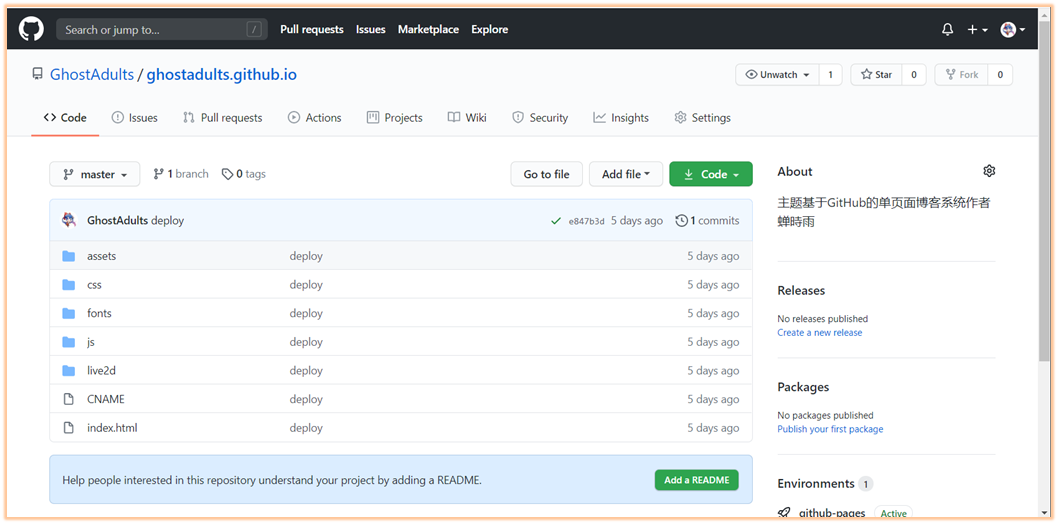 Search or jump to... / Pull requests Issues Marketplace Explore
GhostAdults / ghostadults.github.io Unwatch 1 Star 0 Fork 0
Code Issues Pull requests Actions Projects Wiki Security Insights Settings
master 1 branch 0 tags Go to file Add file Code
GhostAdults deploy e847b3d 5 days ago 1 commits
assets deploy 5 days ago
css deploy 5 days ago
fonts deploy 5 days ago
js deploy 5 days ago
live2d deploy 5 days ago
CNAME deploy 5 days ago
index.html deploy 5 days ago
Help people interested in this repository understand your project by adding a README. Add a README
About
主题基于GitHub的单页面博客系统作者
蝉時雨
Releases
No releases published
Create a new release
Packages
No packages published
Publish your first package
Environments 1
github-pages Active